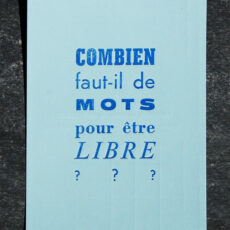 COMBIEN
faut-il de
MOTS
pour être
LIBRE
? ? ?